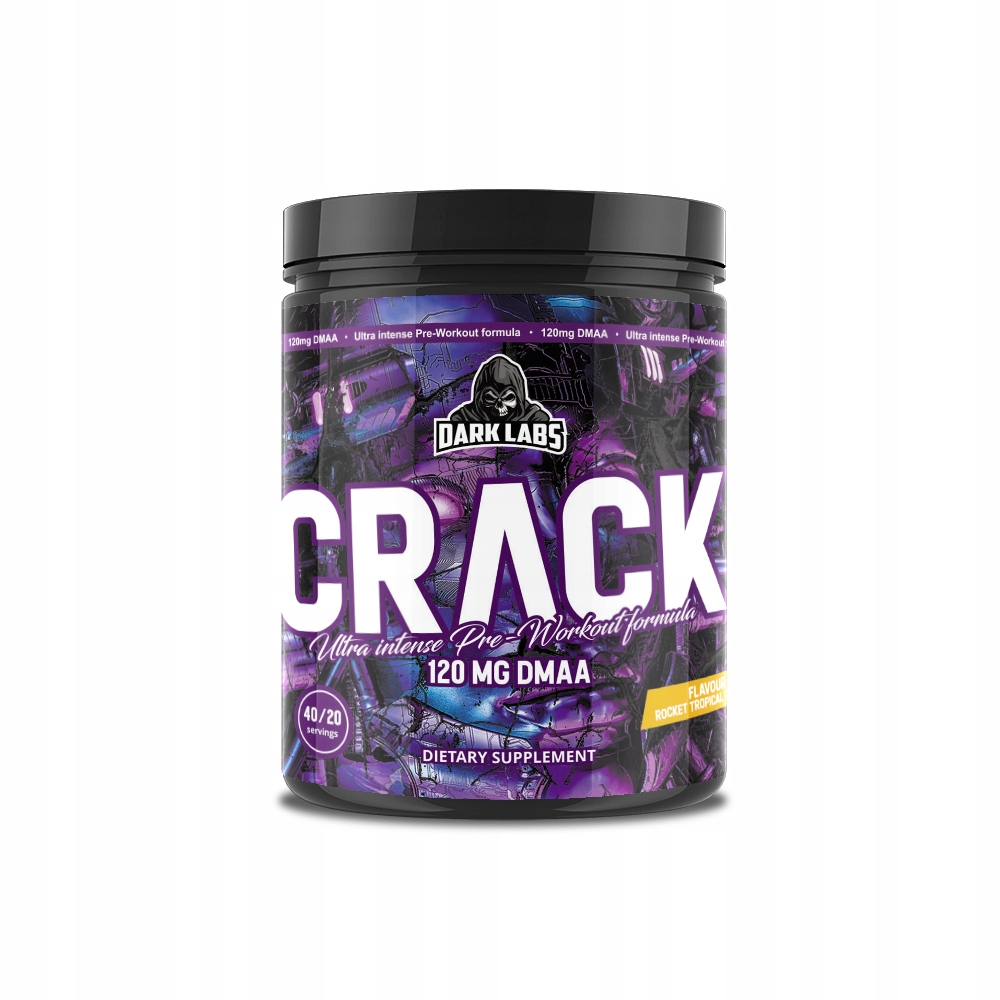 120mg DMAA • Ultra intense Pre-Workout formula • 120mg DMAA • Ultra intense Pre-Workout
DARK LABS
CRACK
Ultra intense Pre-Workout formula
120 MG DMAA
40/20
servings
FLAVOUR
ROCKET TROPICAL
DIETARY SUPPLEMENT